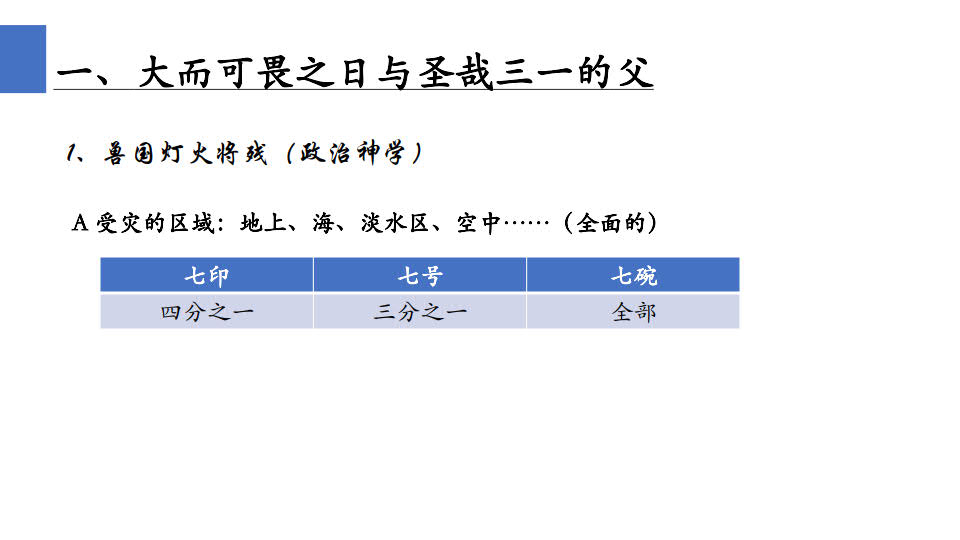 一、大而可畏之日与圣哉三一的父
1、兽国灯火将残（政治神学）
A 受灾的区域：地上、海、淡水区、空中……（全面的）
七印 七号 七碗
四分之一 三分之一 全部